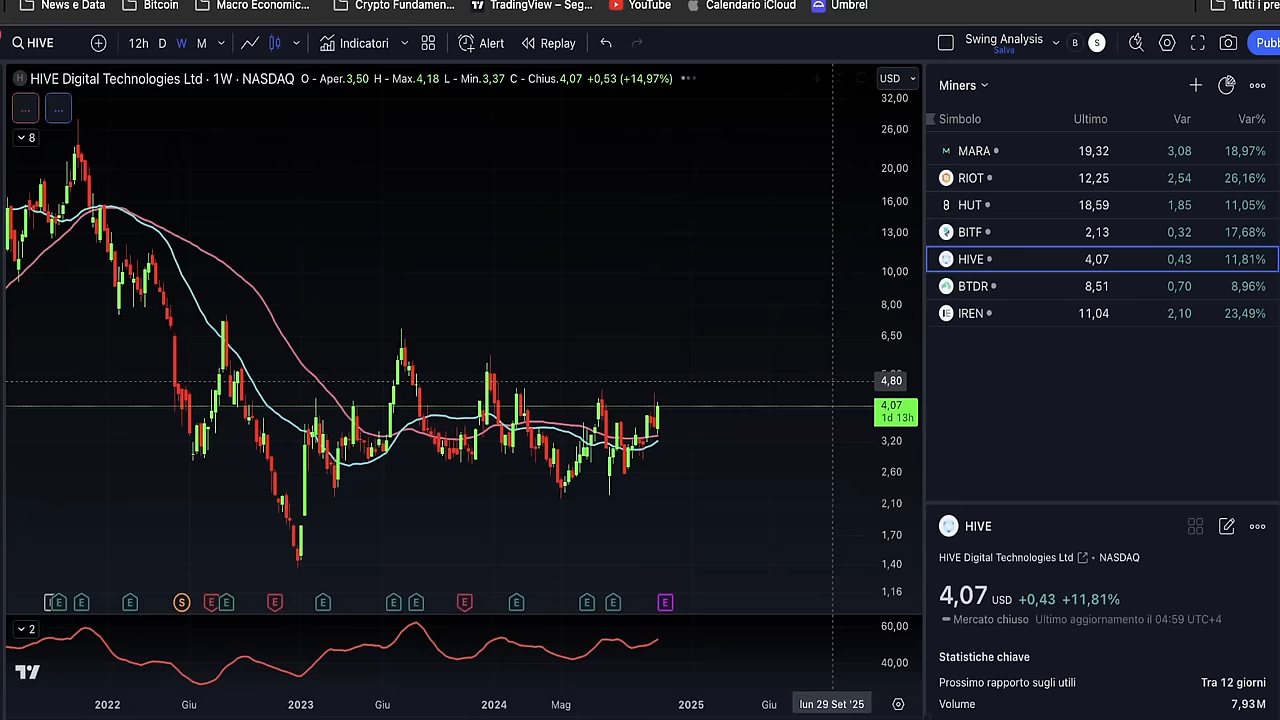 News e Data Bitcoin Macro Economic... Crypto Fundamen... TradingView – Seg... YouTube Calendario iCloud Umbrel Tutti i pre
HIVE 12h D W M Indicatori Alert Replay Swing Analysis Salva B S Pubb
H HIVE Digital Technologies Ltd · 1W · NASDAQ O - Aper.3,50 H - Max.4,18 L - Min.3,37 C - Chius.4,07 +0,53 (+14,97%) ••• USD
... ...
8
32,00
26,00
20,00
16,00
13,00
10,00
8,00
6,50
4,80
4,07
1d 13h
3,20
2,60
2,10
1,70
1,40
1,16
E E E S E E E E E E E E E E E
2
60,00
40,00
2022 Giu 2023 Giu 2024 Mag 2025 Giu lun 29 Set '25
Miners
Simbolo Ultimo Var Var%
M MARA 19,32 3,08 18,97%
RIOT 12,25 2,54 26,16%
8 HUT 18,59 1,85 11,05%
BITF 2,13 0,32 17,68%
HIVE 4,07 0,43 11,81%
BTDR 8,51 0,70 8,96%
IE IREN 11,04 2,10 23,49%
HIVE
HIVE Digital Technologies Ltd • NASDAQ
4,07 USD +0,43 +11,81%
Mercato chiuso Ultimo aggiornamento il 04:59 UTC+4
Statistiche chiave
Prossimo rapporto sugli utili Tra 12 giorni
Volume 7,93M